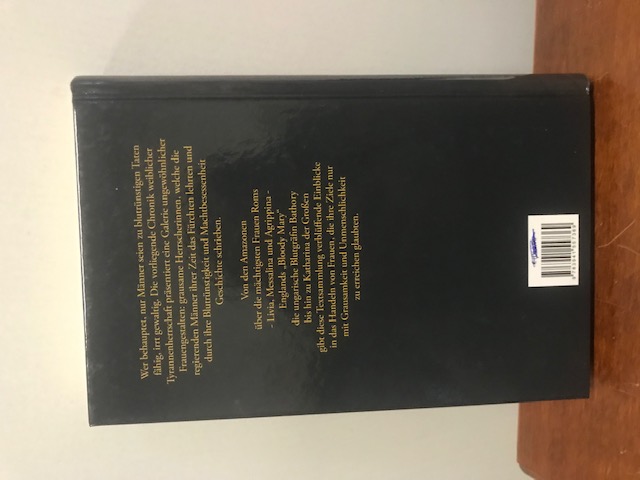 Wer behauptet, nur Männer seien zu blutrünstigen Taten
fähig, irrt gewaltig. Die vorliegende Chronik weiblicher
Tyrannenherrschaft präsentiert eine Galerie ungewöhnlicher
Frauengestalten: grausame Herrscherinnen, welche die
regierenden Männer ihrer Zeit das Fürchten lehrten und
durch ihre Blutrünstigkeit und Machtbesessenheit
Geschichte schrieben.
Von den Amazonen
über die mächtigsten Frauen Roms
- Livia, Messalina und Agrippina -
Englands „Bloody Mary“
die ungarische Blutgräfin Bathory
bis hin zu Katharina der Großen
gibt diese Textsammlung verblüffende Einblicke
in das Handeln von Frauen, die ihre Ziele nur
mit Grausamkeit und Unmenschlichkeit
zu erreichen glaubten.